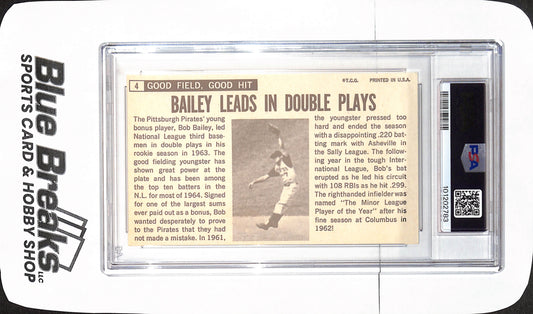 Blue Breaks LLC
SPORTS CARD & HOBBY SHOP
4 GOOD FIELD, GOOD HIT
©T.C.G. PRINTED IN U.S.A.
BAILEY LEADS IN DOUBLE PLAYS
The Pittsburgh Pirates' young
bonus player, Bob Bailey, led
National League third base
men in double plays in his
rookie season in 1963. The
good fielding youngster has
shown great power at the
plate and has been among
the top ten batters in the
N.L. for most of 1964. Signed
for one of the largest sums
ever paid out as a bonus, Bob
wanted desperately to prove
to the Pirates that they had
not made a mistake. In 1961,
the youngster pressed too
hard and ended the season
with a disappointing .220 bat-
ting mark with Asheville in
the Sally League. The follow-
ing year in the tough Inter-
national League, Bob's bat
erupted as he led his circuit
with 108 RBIs as he hit .299.
The righthanded infielder was
named "The Minor League
Player of the Year" after his
fine season at Columbus in
1962!
PSA
101202783